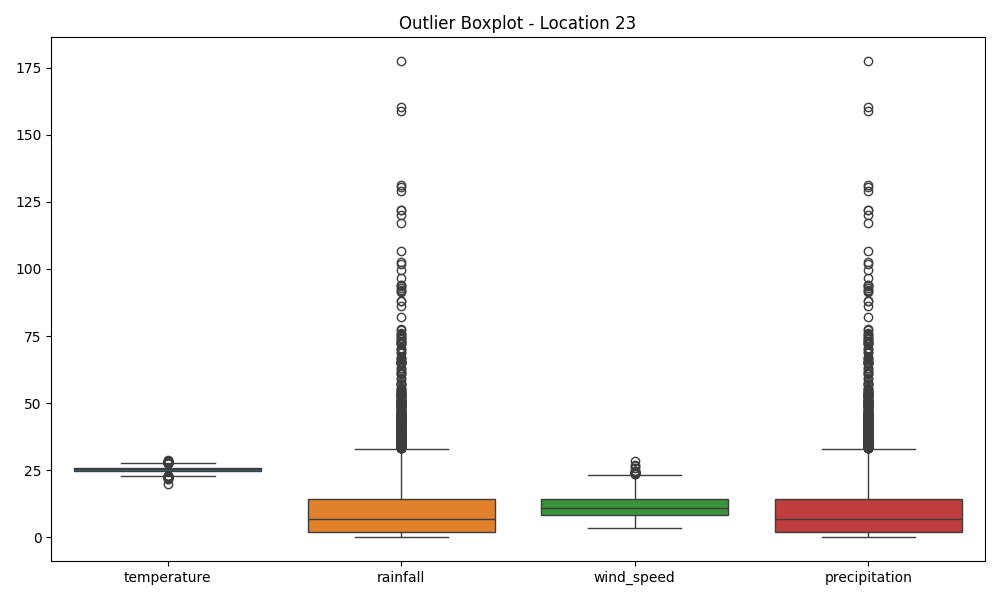 Outlier Boxplot - Location 23
175
150
125
100
75
50
25
0
temperature
rainfall
wind_speed
precipitation